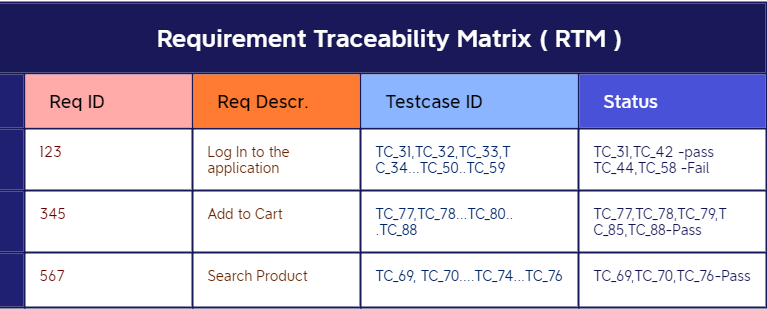 Requirement Traceability Matrix ( RTM )
Req ID
Req Descr.
Testcase ID
Status
123
Log In to the
application
TC_31,TC_32,TC_33,T
C_34...TC_50..TC_59
TC_31,TC_42 -pass
TC_44,TC_58 -Fail
345
Add to Cart
TC_77,TC_78...TC_80..
.TC_88
TC_77,TC_78,TC_79,T
C_85,TC_88-Pass
567
Search Product
TC_69, TC_70....TC_74...TC_76
TC_69,TC_70,TC_76-Pass